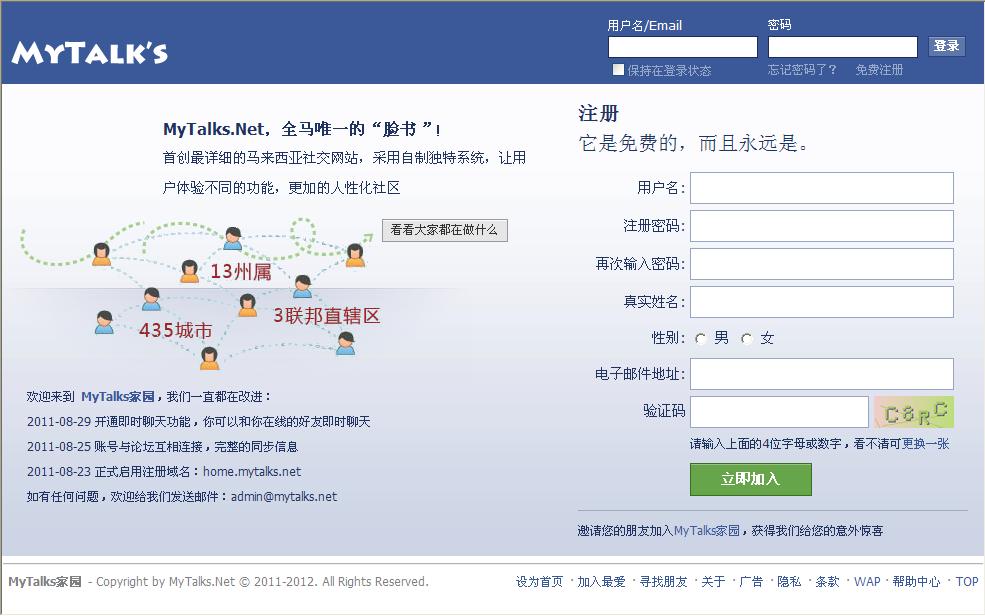 MyTalk's
用户名/Email
密码
登录
保持在登录状态
忘记密码了？
免费注册
MyTalks.Net，全马唯一的“脸书 ”！
首创最详细的马来西亚社交网站，采用自制独特系统，让用
户体验不同的功能，更加的人性化社区
看看大家都在做什么
13州属
3联邦直辖区
435城市
欢迎来到 MyTalks家园，我们一直都在改进：
2011-08-29 开通即时聊天功能，你可以和你在线的好友即时聊天
2011-08-25 账号与论坛互相连接，完整的同步信息
2011-08-23 正式启用注册域名：home.mytalks.net
如有任何问题，欢迎给我们发送邮件：admin@mytalks.net
注册
它是免费的，而且永远是。
用户名:
注册密码:
再次输入密码:
真实姓名:
性别: 男 女
电子邮件地址:
验证码
C8RC
请输入上面的4位字母或数字，看不清可更换一张
立即加入
邀请您的朋友加入MyTalks家园，获得我们给您的意外惊喜
MyTalks家园 - Copyright by MyTalks.Net © 2011-2012. All Rights Reserved.
设为首页 · 加入最爱 · 寻找朋友 · 关于 · 广告 · 隐私 · 条款 · WAP · 帮助中心 · TOP